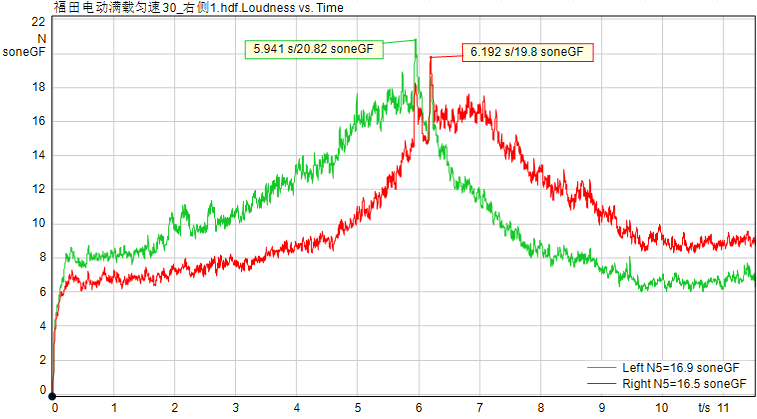 福田电动满载匀速30_右侧1.hdf.Loudness vs. Time
22
N
soneGF
5.941 s/20.82 soneGF
6.192 s/19.8 soneGF
18
16
14
12
10
8
6
4
2
0
Left N5=16.9 soneGF
Right N5=16.5 soneGF
0 1 2 3 4 5 6 7 8 9 10 t/s 11